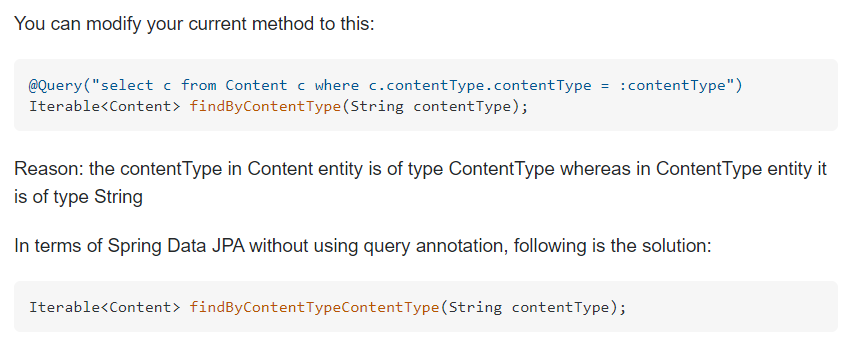 You can modify your current method to this:
@Query("select c from Content c where c.contentType.contentType = :contentType")
Iterable<Content> findByContentType(String contentType);
Reason: the contentType in Content entity is of type ContentType whereas in ContentType entity it
is of type String
In terms of Spring Data JPA without using query annotation, following is the solution:
Iterable<Content> findByContentTypeContentType(String contentType);